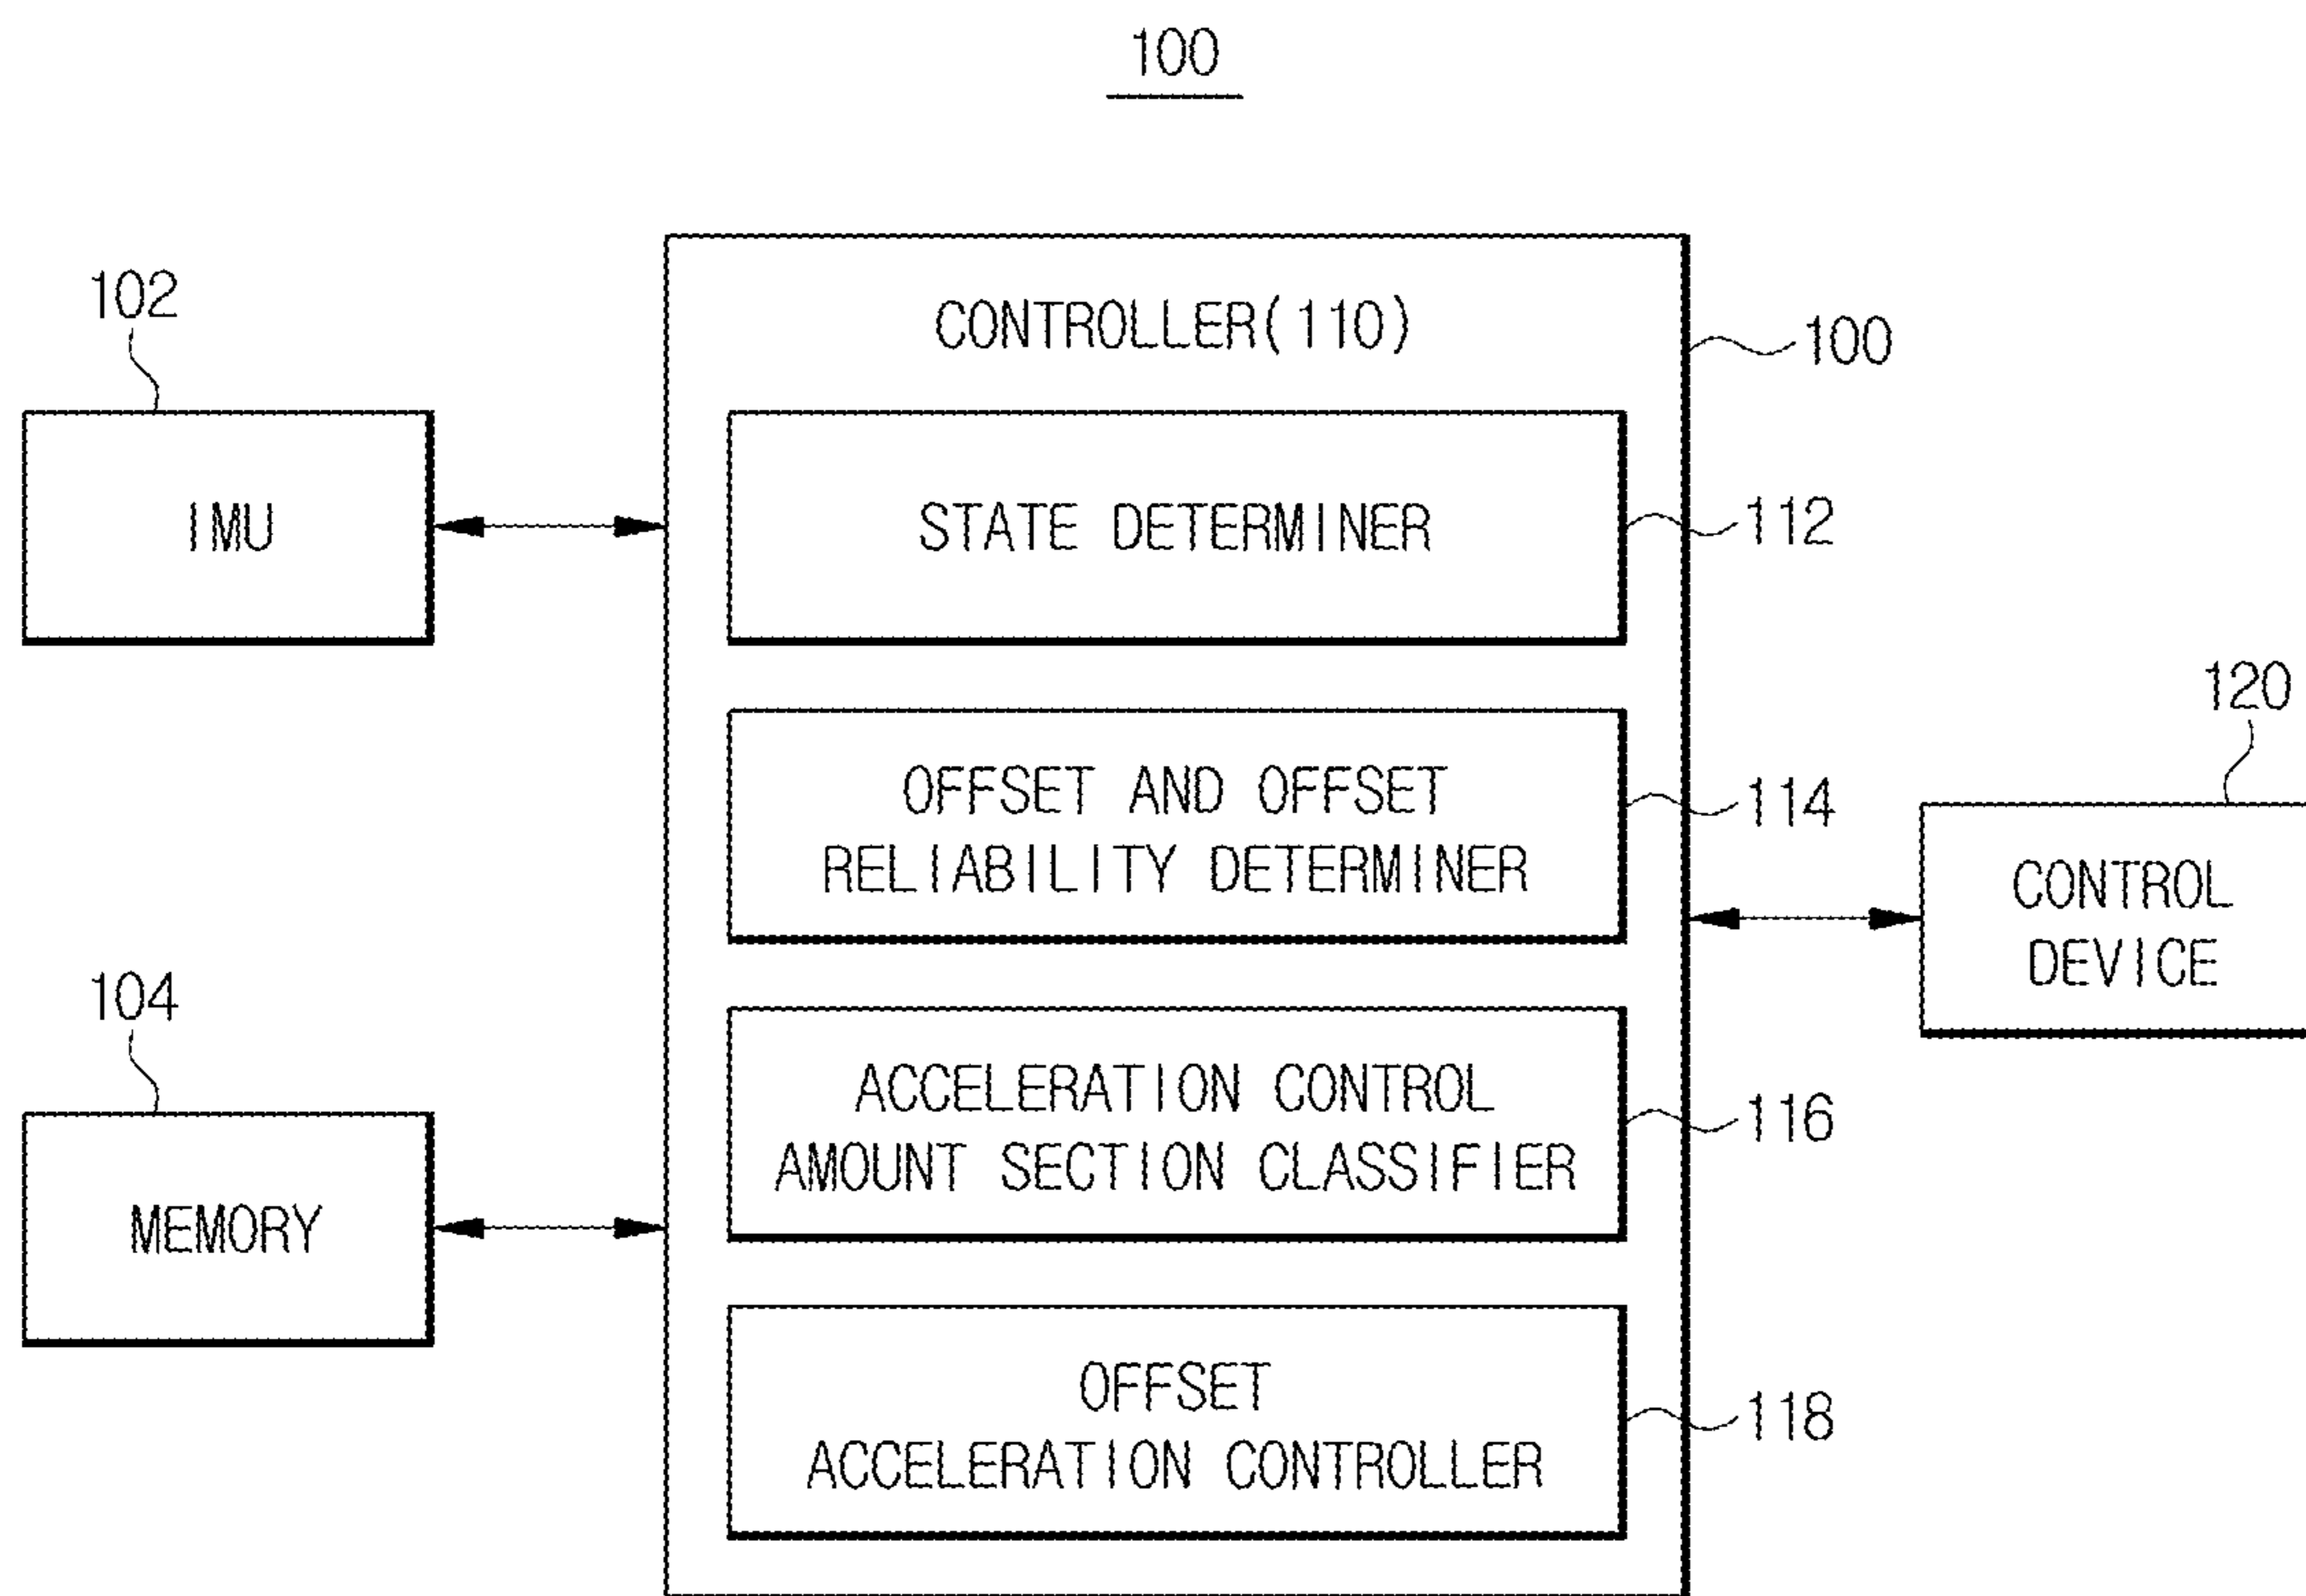 100
102
CONTROLLER(110)
100
IMU
STATE DETERMINER
112
120
OFFSET AND OFFSET
RELIABILITY DETERMINER
114
CONTROL
DEVICE
104
ACCELERATION CONTROL
AMOUNT SECTION CLASSIFIER
116
MEMORY
OFFSET
ACCELERATION CONTROLLER
118